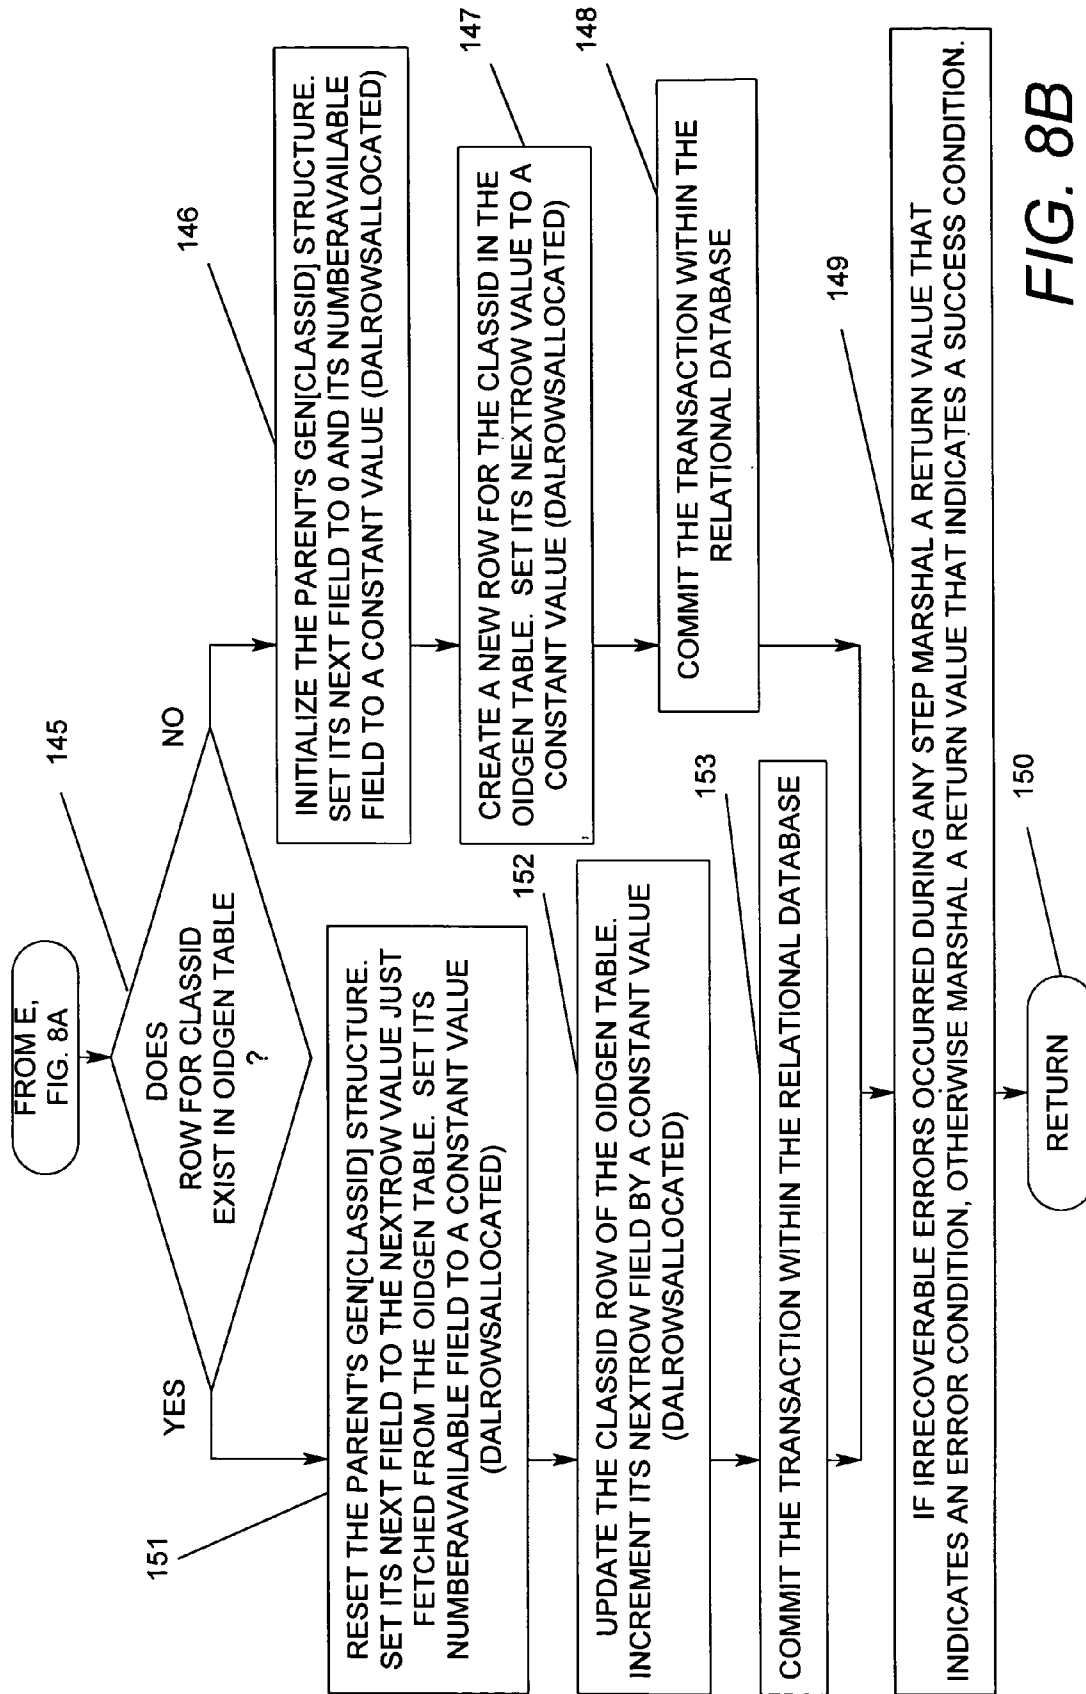 FROM E,
FIG. 8A
145
DOES
ROW FOR CLASSID
EXIST IN OIDGEN TABLE
?
YES
NO
151
RESET THE PARENT'S GEN[CLASSID] STRUCTURE.
SET ITS NEXT FIELD TO THE NEXTROW VALUE JUST
FETCHED FROM THE OIDGEN TABLE. SET ITS
NUMBERAVAILABLE FIELD TO A CONSTANT VALUE
(DALROWSALLOCATED)
152
UPDATE THE CLASSID ROW OF THE OIDGEN TABLE.
INCREMENT ITS NEXTROW FIELD BY A CONSTANT VALUE
(DALROWSALLOCATED)
153
COMMIT THE TRANSACTION WITHIN THE RELATIONAL DATABASE
146
INITIALIZE THE PARENT'S GEN[CLASSID] STRUCTURE.
SET ITS NEXT FIELD TO 0 AND ITS NUMBERAVAILABLE
FIELD TO A CONSTANT VALUE (DALROWSALLOCATED)
147
CREATE A NEW ROW FOR THE CLASSID IN THE
OIDGEN TABLE. SET ITS NEXTROW VALUE TO A
CONSTANT VALUE (DALROWSALLOCATED)
148
COMMIT THE TRANSACTION WITHIN THE
RELATIONAL DATABASE
149
IF IRRECOVERABLE ERRORS OCCURRED DURING ANY STEP MARSHAL A RETURN VALUE THAT
INDICATES AN ERROR CONDITION, OTHERWISE MARSHAL A RETURN VALUE THAT INDICATES A SUCCESS CONDITION.
150
RETURN
FIG. 8B